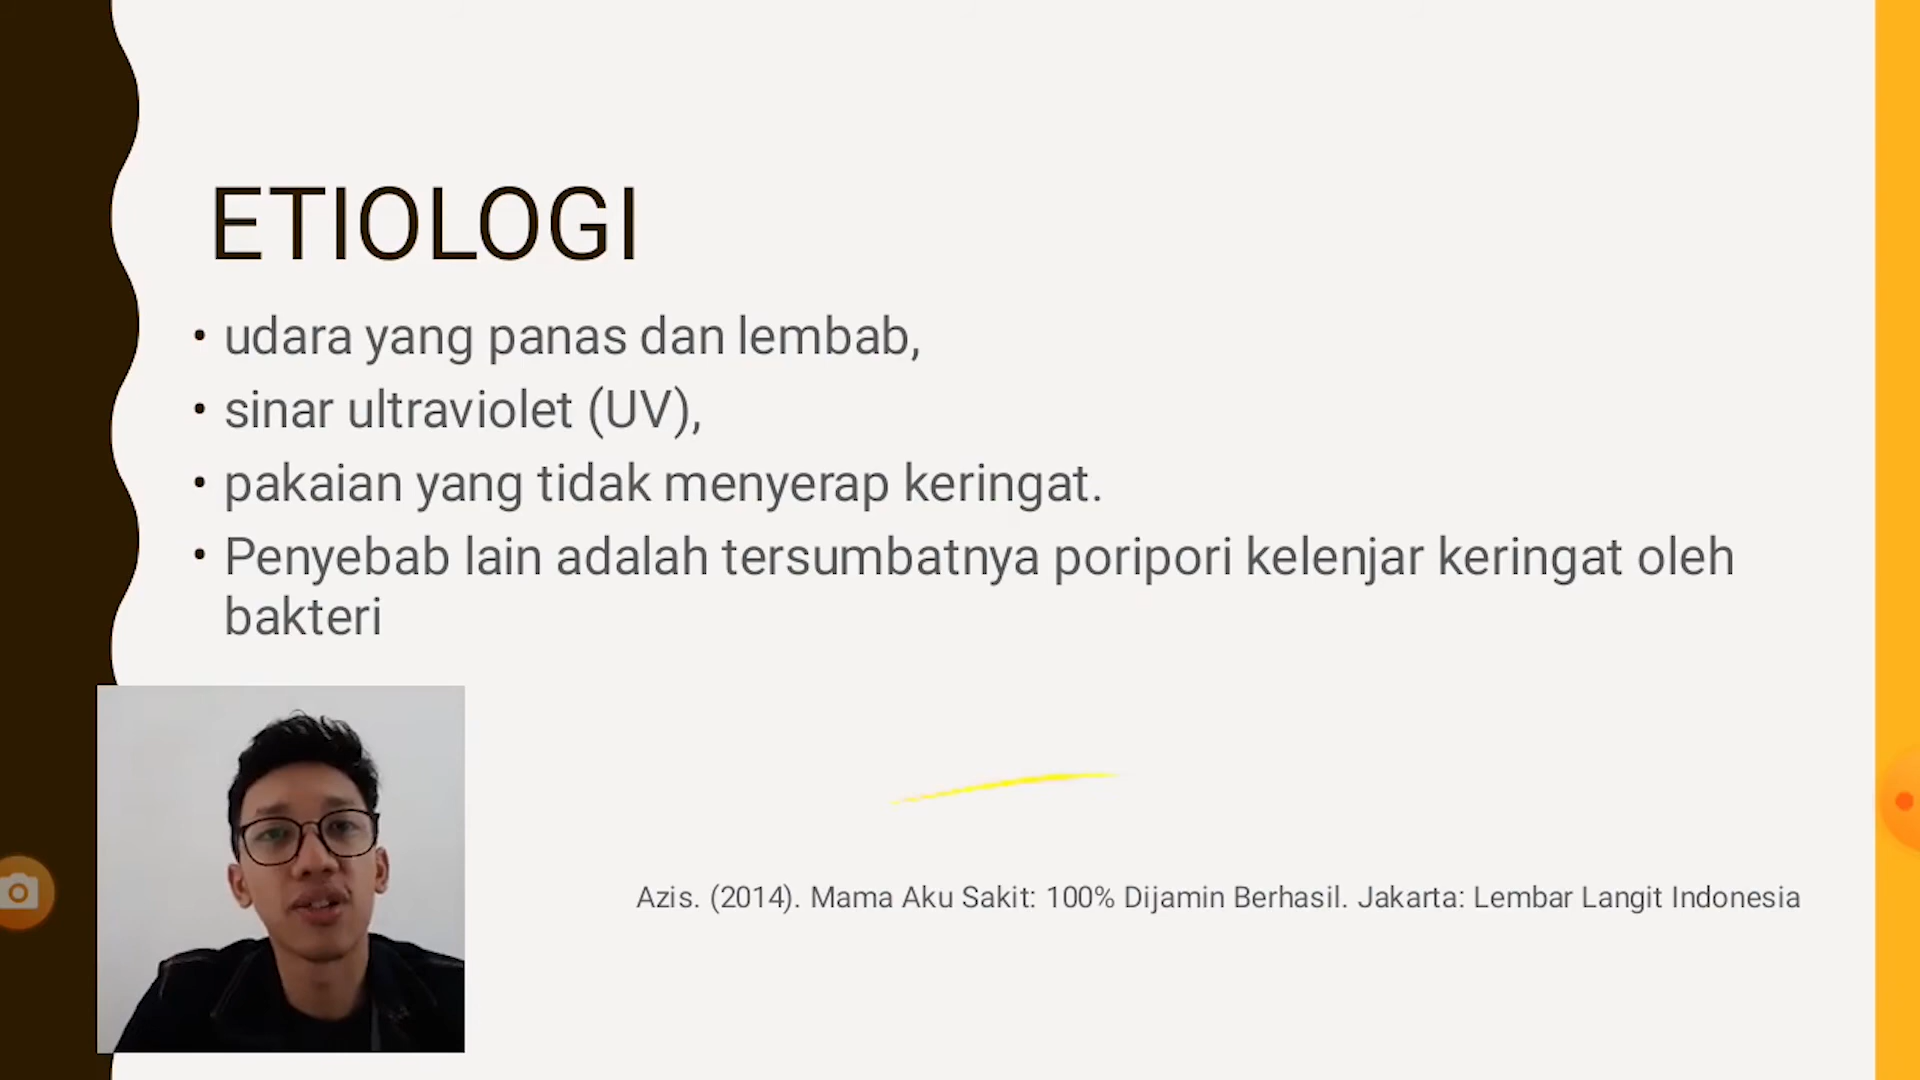 ETIOLOGI
• udara yang panas dan lembab,
• sinar ultraviolet (UV),
• pakaian yang tidak menyerap keringat.
• Penyebab lain adalah tersumbatnya poripori kelenjar keringat oleh
bakteri
Azis. (2014). Mama Aku Sakit: 100% Dijamin Berhasil. Jakarta: Lembar Langit Indonesia